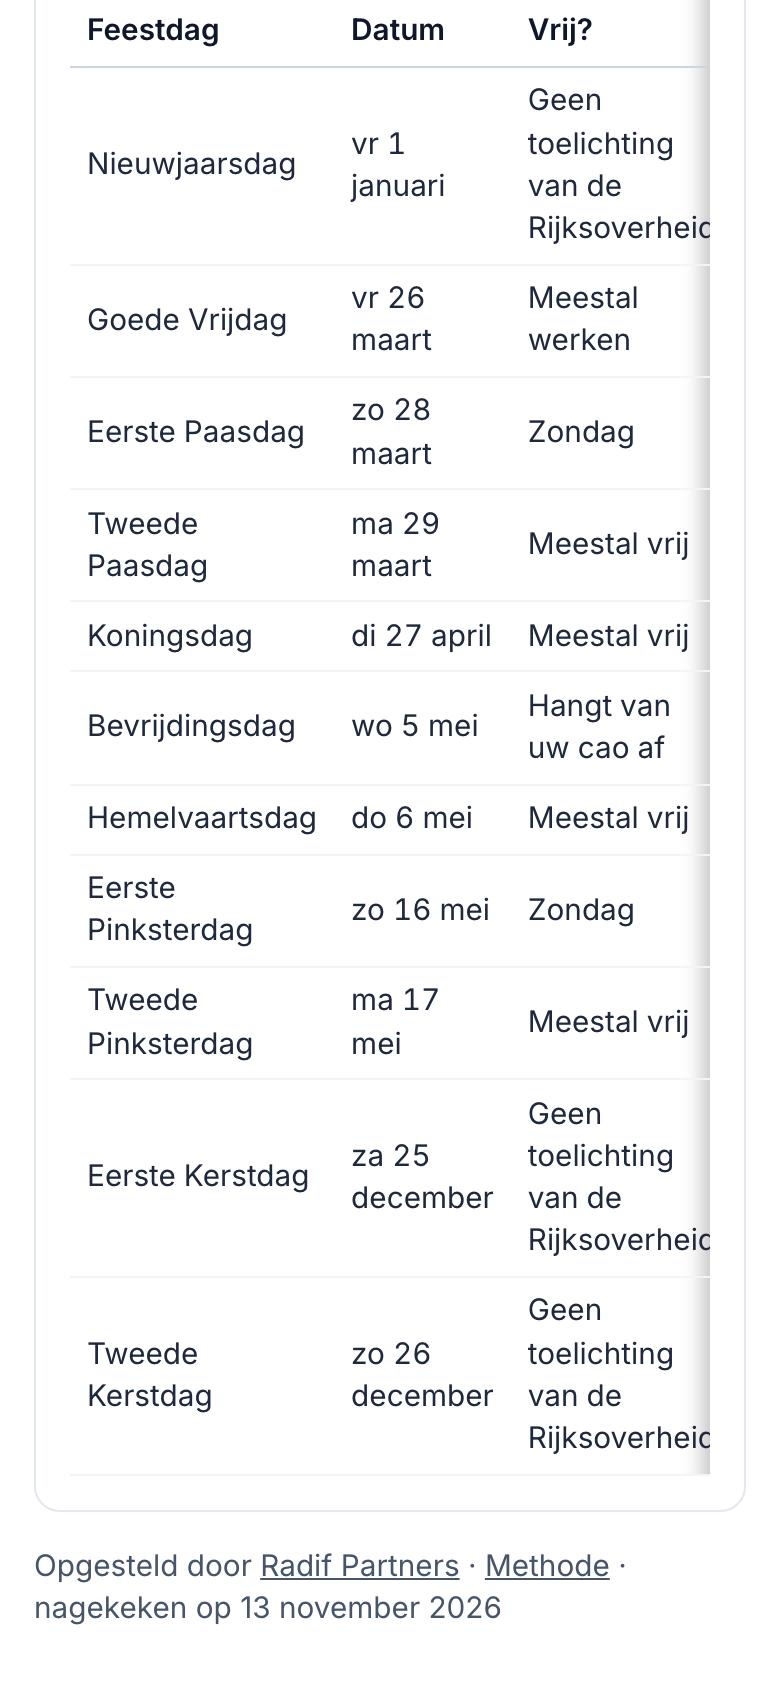 Feestdag Datum Vrij?
Nieuwjaarsdag
vr 1
januari
Geen
toelichting
van de
Rijksoverheid
Goede Vrijdag
vr 26
maart
Meestal
werken
Eerste Paasdag
zo 28
maart
Zondag
Tweede
Paasdag
ma 29
maart
Meestal vrij
Koningsdag di 27 april Meestal vrij
Bevrijdingsdag wo 5 mei
Hangt van
uw cao af
Hemelvaartsdag do 6 mei Meestal vrij
Eerste
Pinksterdag
zo 16 mei
Zondag
Tweede
Pinksterdag
ma 17
mei
Meestal vrij
Eerste Kerstdag
za 25
december
Geen
toelichting
van de
Rijksoverheid
Tweede
Kerstdag
zo 26
december
Geen
toelichting
van de
Rijksoverheid
Opgesteld door Radif Partners · Methode ·
nagekeken op 13 november 2026